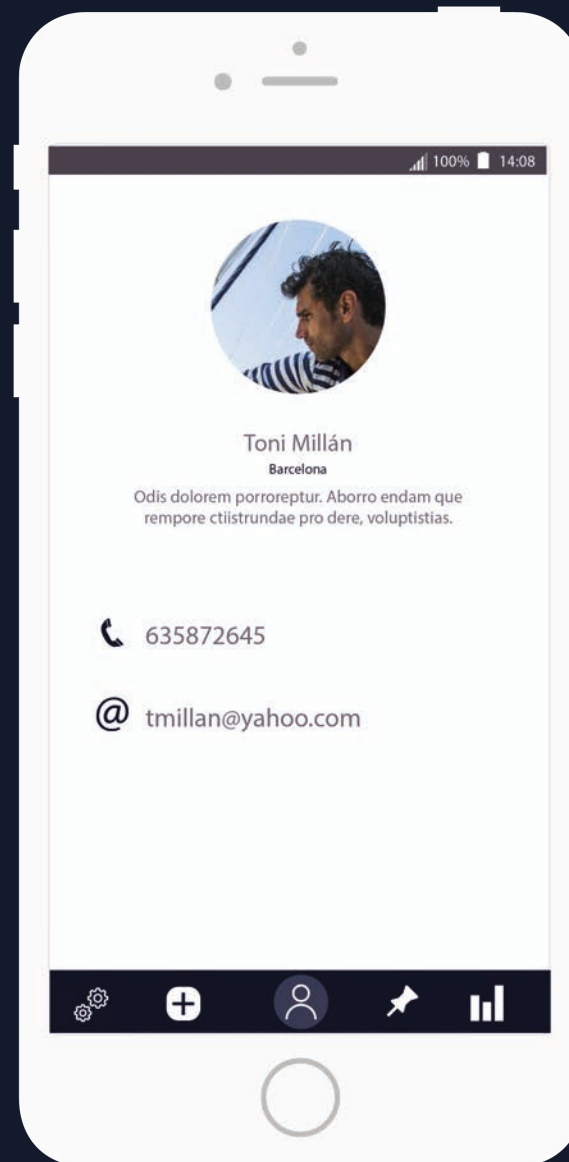 100% 14:08
Toni Millán
Barcelona
Odis dolorem porroreptur. Aborro endam que
rempore ctiistrundae pro dere, voluptistias.
635872645
@ tmillan@yahoo.com